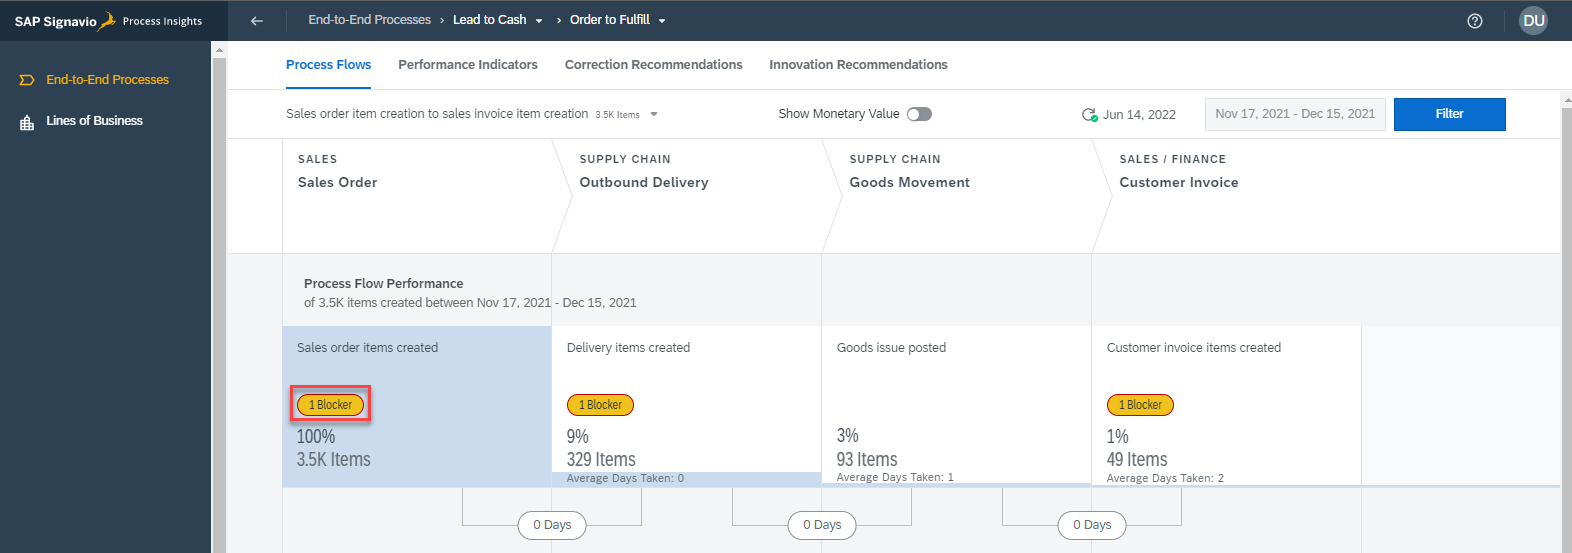 SAP Signavio Process Insights
End-to-End Processes › Lead to Cash › Order to Fulfill
DU
End-to-End Processes
Lines of Business
Process Flows Performance Indicators Correction Recommendations Innovation Recommendations
Sales order item creation to sales invoice item creation 3.5K Items Show Monetary Value Jun 14, 2022 Nov 17, 2021 - Dec 15, 2021 Filter
SALES SUPPLY CHAIN SUPPLY CHAIN SALES / FINANCE
Sales Order Outbound Delivery Goods Movement Customer Invoice
Process Flow Performance
of 3.5K items created between Nov 17, 2021 - Dec 15, 2021
Sales order items created Delivery items created Goods issue posted Customer invoice items created
1 Blocker 1 Blocker 1 Blocker
100% 9% 3% 1%
3.5K Items 329 Items 93 Items 49 Items
Average Days Taken: 0 Average Days Taken: 1 Average Days Taken: 2
0 Days 0 Days 0 Days